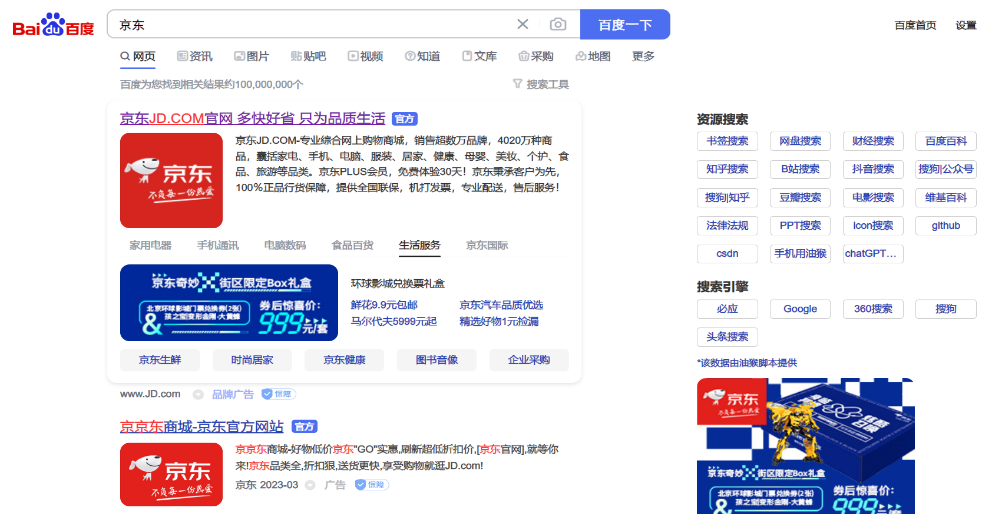 Bai du 百度
京东
百度一下
百度首页 设置
网页 资讯 图片 贴吧 视频 知道 文库 采购 地图 更多
百度为您找到相关结果约100,000,000个
搜索工具
京东JD.COM官网 多快好省 只为品质生活 官方
京东
不负每一份热爱
京东JD.COM-专业综合网上购物商城，销售超数万品牌，4020万种商
品，囊括家电、手机、电脑、服装、居家、健康、母婴、美妆、个护、食
品、旅游等品类。京东PLUS会员，免费体验30天！京东秉承客户为先，
100%正品行货保障，提供全国联保，机打发票，专业配送，售后服务！
家用电器 手机通讯 电脑数码 食品百货 生活服务 京东国际
京东奇妙 街区限定Box礼盒
北京环球影城门票兑换券(2张)
& 孩之宝变形金刚·大黄蜂
券后惊喜价：
999元/套
环球影城兑换票礼盒
鲜花9.9元包邮 京东汽车品质优选
马尔代夫5999元起 精选好物1元捡漏
京东生鲜 时尚居家 京东健康 图书音像 企业采购
www.JD.com 品牌广告 保障
京京东商城-京东官方网站 官方
京东
不负每一份热爱
京京东商城-好物低价京东"GO"实惠,刷新超低折扣价,[京东官网],就等你
来!京东品类全,折扣狠,送货更快,享受购物就逛JD.com!
京东 2023-03 广告 保障
资源搜索
书签搜索 网盘搜索 财经搜索 百度百科
知乎搜索 B站搜索 抖音搜索 搜狗|公众号
搜狗|知乎 豆瓣搜索 电影搜索 维基百科
法律法规 PPT搜索 Icon搜索 github
csdn 手机用油猴 chatGPT…
搜索引擎
必应 Google 360搜索 搜狗
头条搜索
*该数据由油猴脚本提供
京东
不负每一份热爱
京东奇妙 街区限定Box礼盒
北京环球影城门票兑换券(2张)
& 孩之宝变形金刚·大黄蜂
券后惊喜价：
999元/套